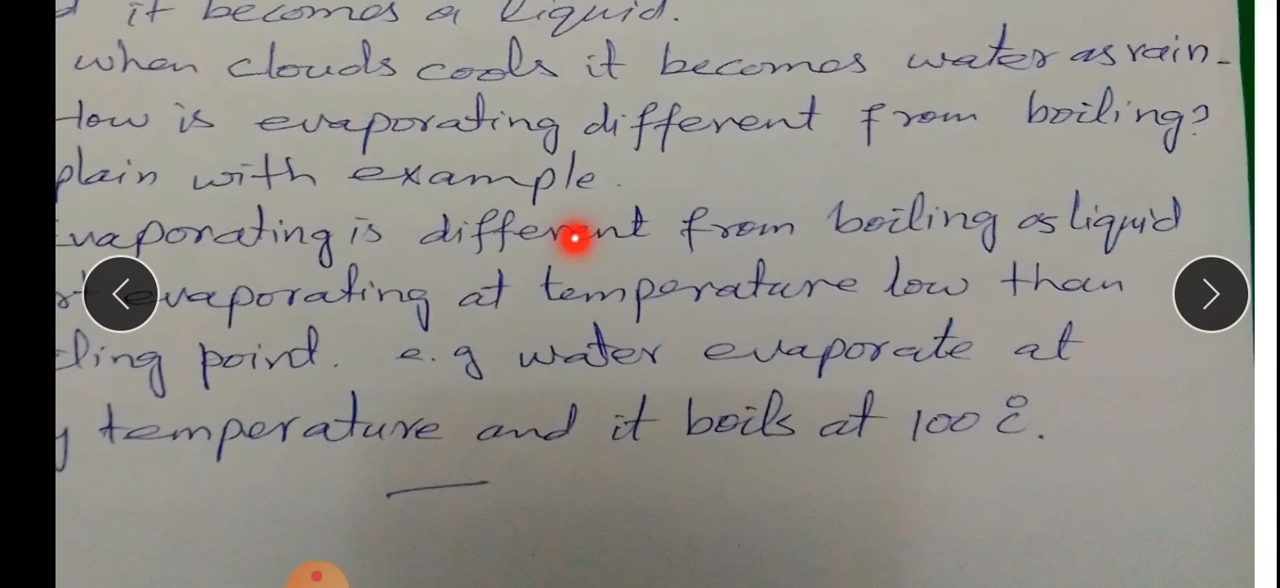 it becomes a liquid.
when clouds cools it becomes water as rain.
How is evaporating different from boiling?
plain with example.
Evaporating is different from boiling as liquid
evaporating at temperature low than
ling point. e.g water evaporate at
y temperature and it boils at 100°C.